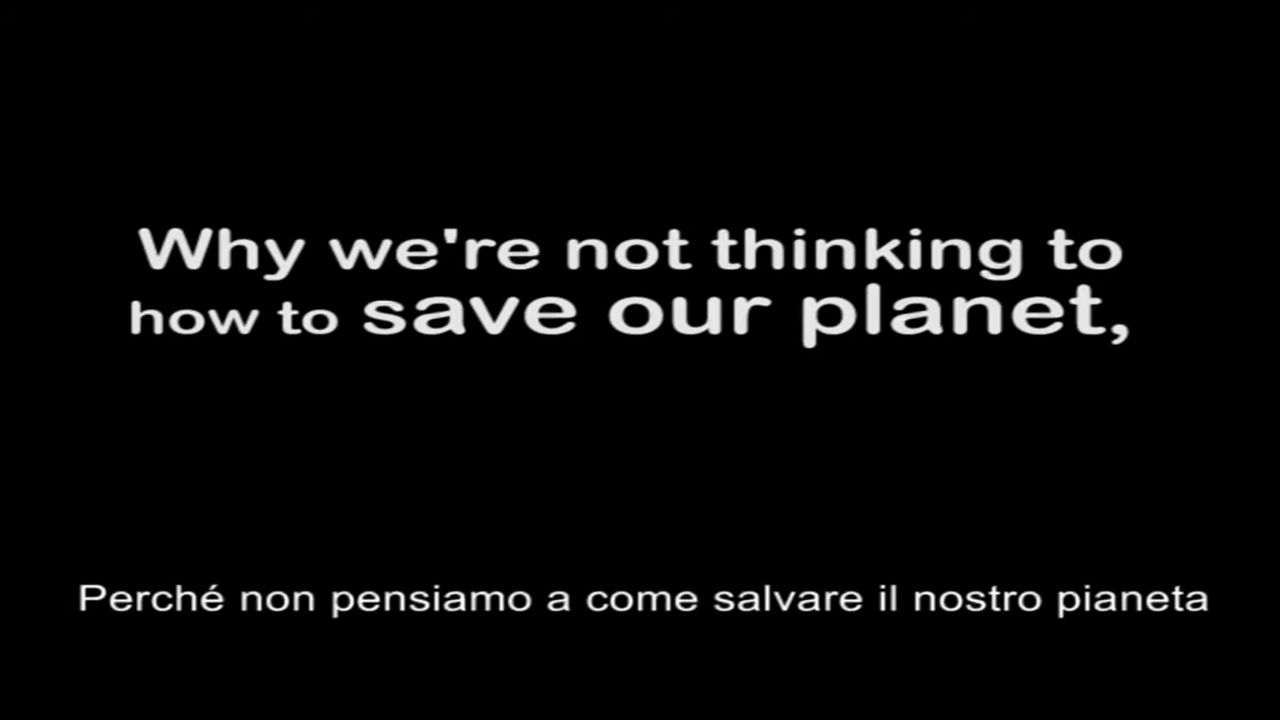 Why we're not thinking to
how to save our planet,
Perché non pensiamo a come salvare il nostro pianeta